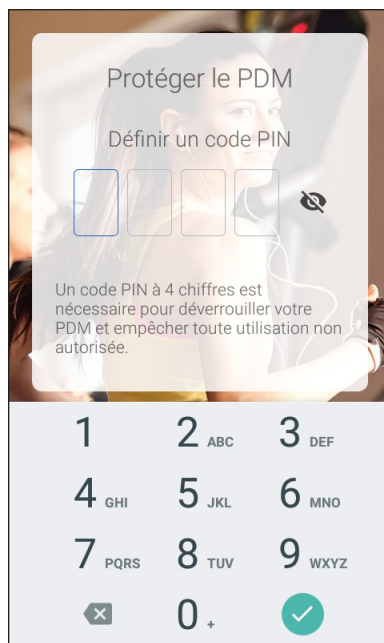 Protéger le PDM
Définir un code PIN
Un code PIN à 4 chiffres est
nécessaire pour déverrouiller votre
PDM et empêcher toute utilisation non
autorisée.
1 2 ABC 3 DEF
4 GHI 5 JKL 6 MNO
7 PQRS 8 TUV 9 WXYZ
0 +